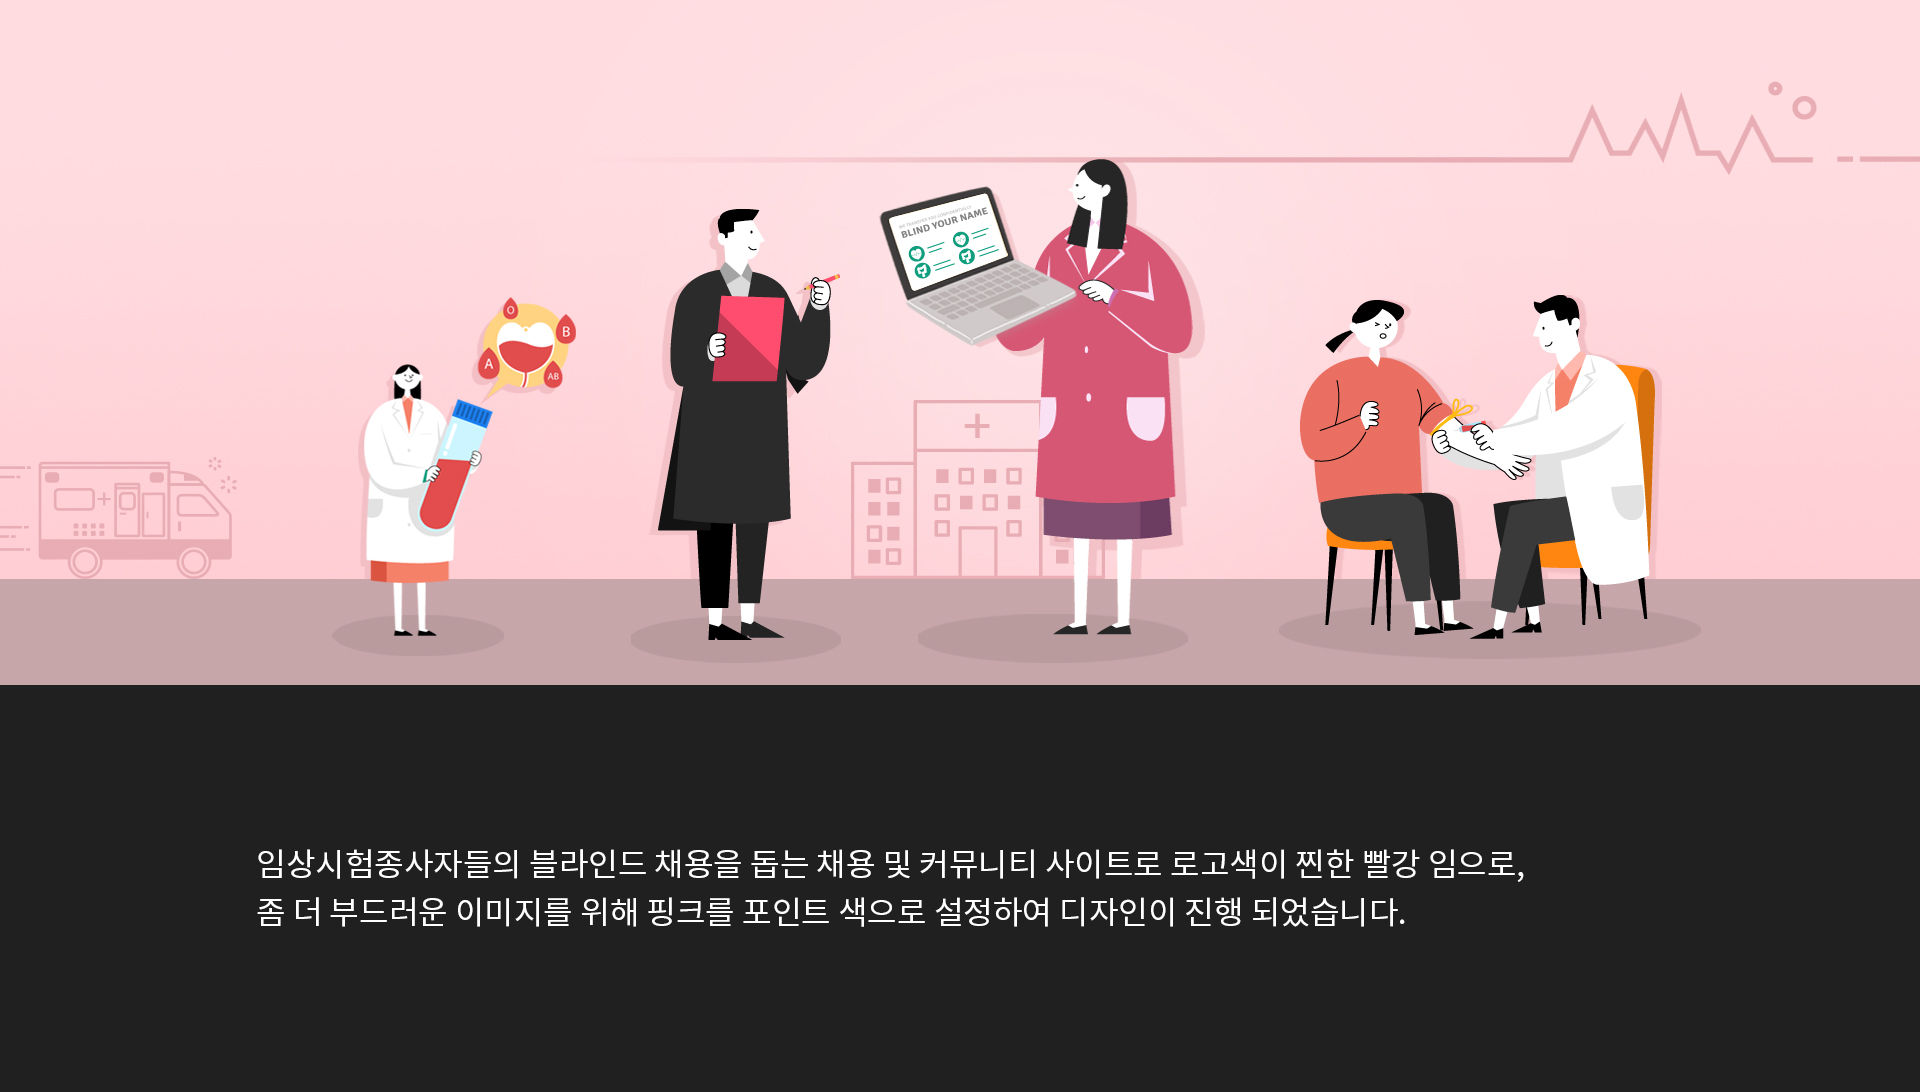 BLIND YOUR NAME
O
B
A
AB
임상시험종사자들의 블라인드 채용을 돕는 채용 및 커뮤니티 사이트로 로고색이 찐한 빨강 임으로,
좀 더 부드러운 이미지를 위해 핑크를 포인트 색으로 설정하여 디자인이 진행 되었습니다.